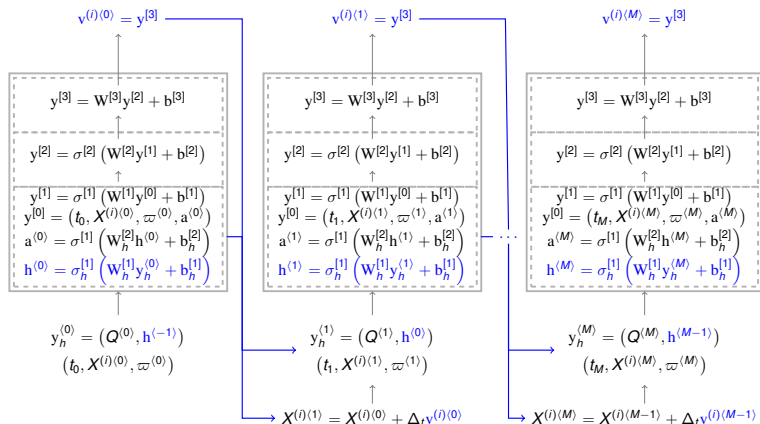 v^{(i)⟨0⟩} = y^{[3]}
y^{[3]} = W^{[3]}y^{[2]} + b^{[3]}
y^{[2]} = σ^{[2]} (W^{[2]}y^{[1]} + b^{[2]})
y^{[1]} = σ^{[1]} (W^{[1]}y^{[0]} + b^{[1]})
y^{[0]} = (t_0, X^{(i)⟨0⟩}, ϖ^{⟨0⟩}, a^{⟨0⟩})
a^{⟨0⟩} = σ^{[1]} (W_h^{[2]}h^{⟨0⟩} + b_h^{[2]})
h^{⟨0⟩} = σ_h^{[1]} (W_h^{[1]}y_h^{⟨0⟩} + b_h^{[1]})
y_h^{⟨0⟩} = (Q^{⟨0⟩}, h^{⟨-1⟩})
(t_0, X^{(i)⟨0⟩}, ϖ^{⟨0⟩})
v^{(i)⟨1⟩} = y^{[3]}
y^{[3]} = W^{[3]}y^{[2]} + b^{[3]}
y^{[2]} = σ^{[2]} (W^{[2]}y^{[1]} + b^{[2]})
y^{[1]} = σ^{[1]} (W^{[1]}y^{[0]} + b^{[1]})
y^{[0]} = (t_1, X^{(i)⟨1⟩}, ϖ^{⟨1⟩}, a^{⟨1⟩})
a^{⟨1⟩} = σ^{[1]} (W_h^{[2]}h^{⟨1⟩} + b_h^{[2]})
h^{⟨1⟩} = σ_h^{[1]} (W_h^{[1]}y_h^{⟨1⟩} + b_h^{[1]})
y_h^{⟨1⟩} = (Q^{⟨1⟩}, h^{⟨0⟩})
(t_1, X^{(i)⟨1⟩}, ϖ^{⟨1⟩})
X^{(i)⟨1⟩} = X^{(i)⟨0⟩} + Δ_t v^{(i)⟨0⟩}
...
v^{(i)⟨M⟩} = y^{[3]}
y^{[3]} = W^{[3]}y^{[2]} + b^{[3]}
y^{[2]} = σ^{[2]} (W^{[2]}y^{[1]} + b^{[2]})
y^{[1]} = σ^{[1]} (W^{[1]}y^{[0]} + b^{[1]})
y^{[0]} = (t_M, X^{(i)⟨M⟩}, ϖ^{⟨M⟩}, a^{⟨M⟩})
a^{⟨M⟩} = σ^{[1]} (W_h^{[2]}h^{⟨M⟩} + b_h^{[2]})
h^{⟨M⟩} = σ_h^{[1]} (W_h^{[1]}y_h^{⟨M⟩} + b_h^{[1]})
y_h^{⟨M⟩} = (Q^{⟨M⟩}, h^{⟨M-1⟩})
(t_M, X^{(i)⟨M⟩}, ϖ^{⟨M⟩})
X^{(i)⟨M⟩} = X^{(i)⟨M-1⟩} + Δ_t v^{(i)⟨M-1⟩}